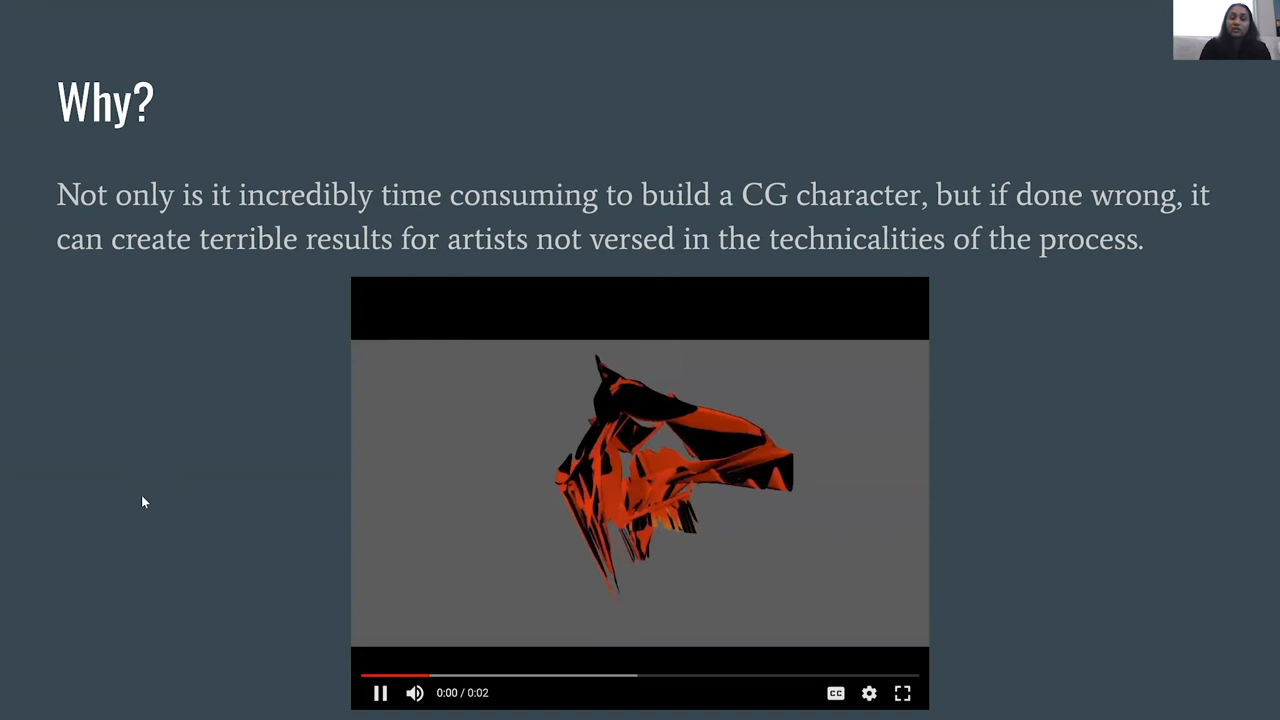 Why?
Not only is it incredibly time consuming to build a CG character, but if done wrong, it
can create terrible results for artists not versed in the technicalities of the process.
0:00 / 0:02
CC